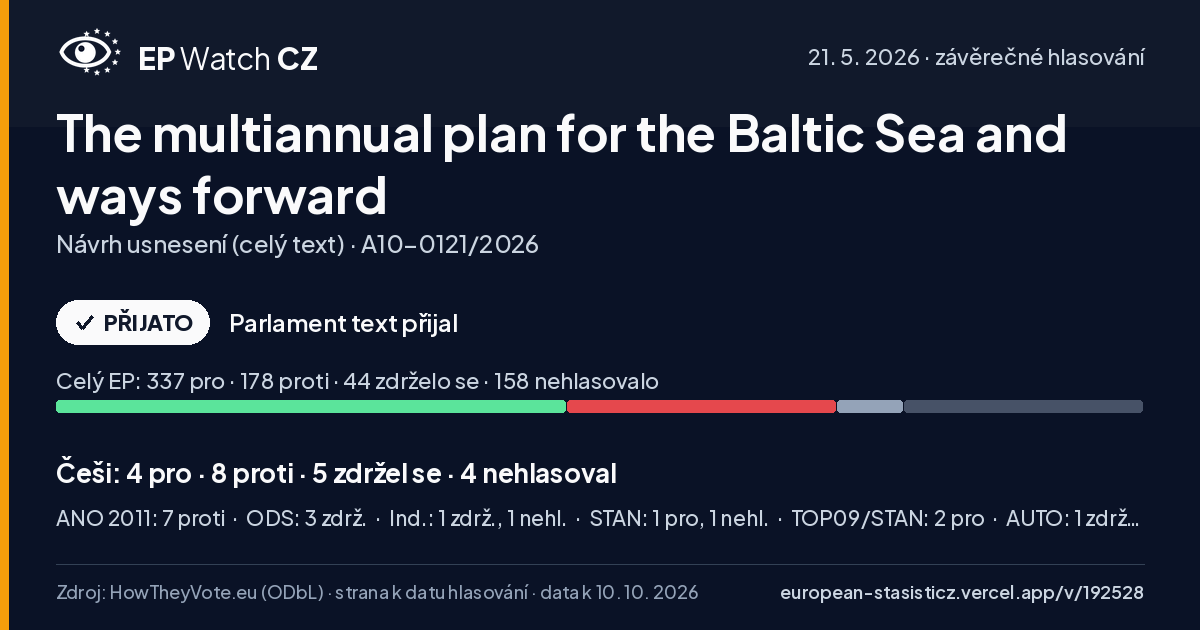 EP Watch CZ
21. 5. 2026 · závěrečné hlasování
The multiannual plan for the Baltic Sea and
ways forward
Návrh usnesení (celý text) · A10–0121/2026
✓ PŘIJATO
Parlament text přijal
Celý EP: 337 pro · 178 proti · 44 zdrželo se · 158 nehlasovalo
Češi: 4 pro · 8 proti · 5 zdržel se · 4 nehlasoval
ANO 2011: 7 proti · ODS: 3 zdrž. · Ind.: 1 zdrž., 1 nehl. · STAN: 1 pro, 1 nehl. · TOP09/STAN: 2 pro · AUTO: 1 zdrž…
Zdroj: HowTheyVote.eu (ODbL) · strana k datu hlasování · data k 10. 10. 2026
european-stasisticz.vercel.app/v/192528